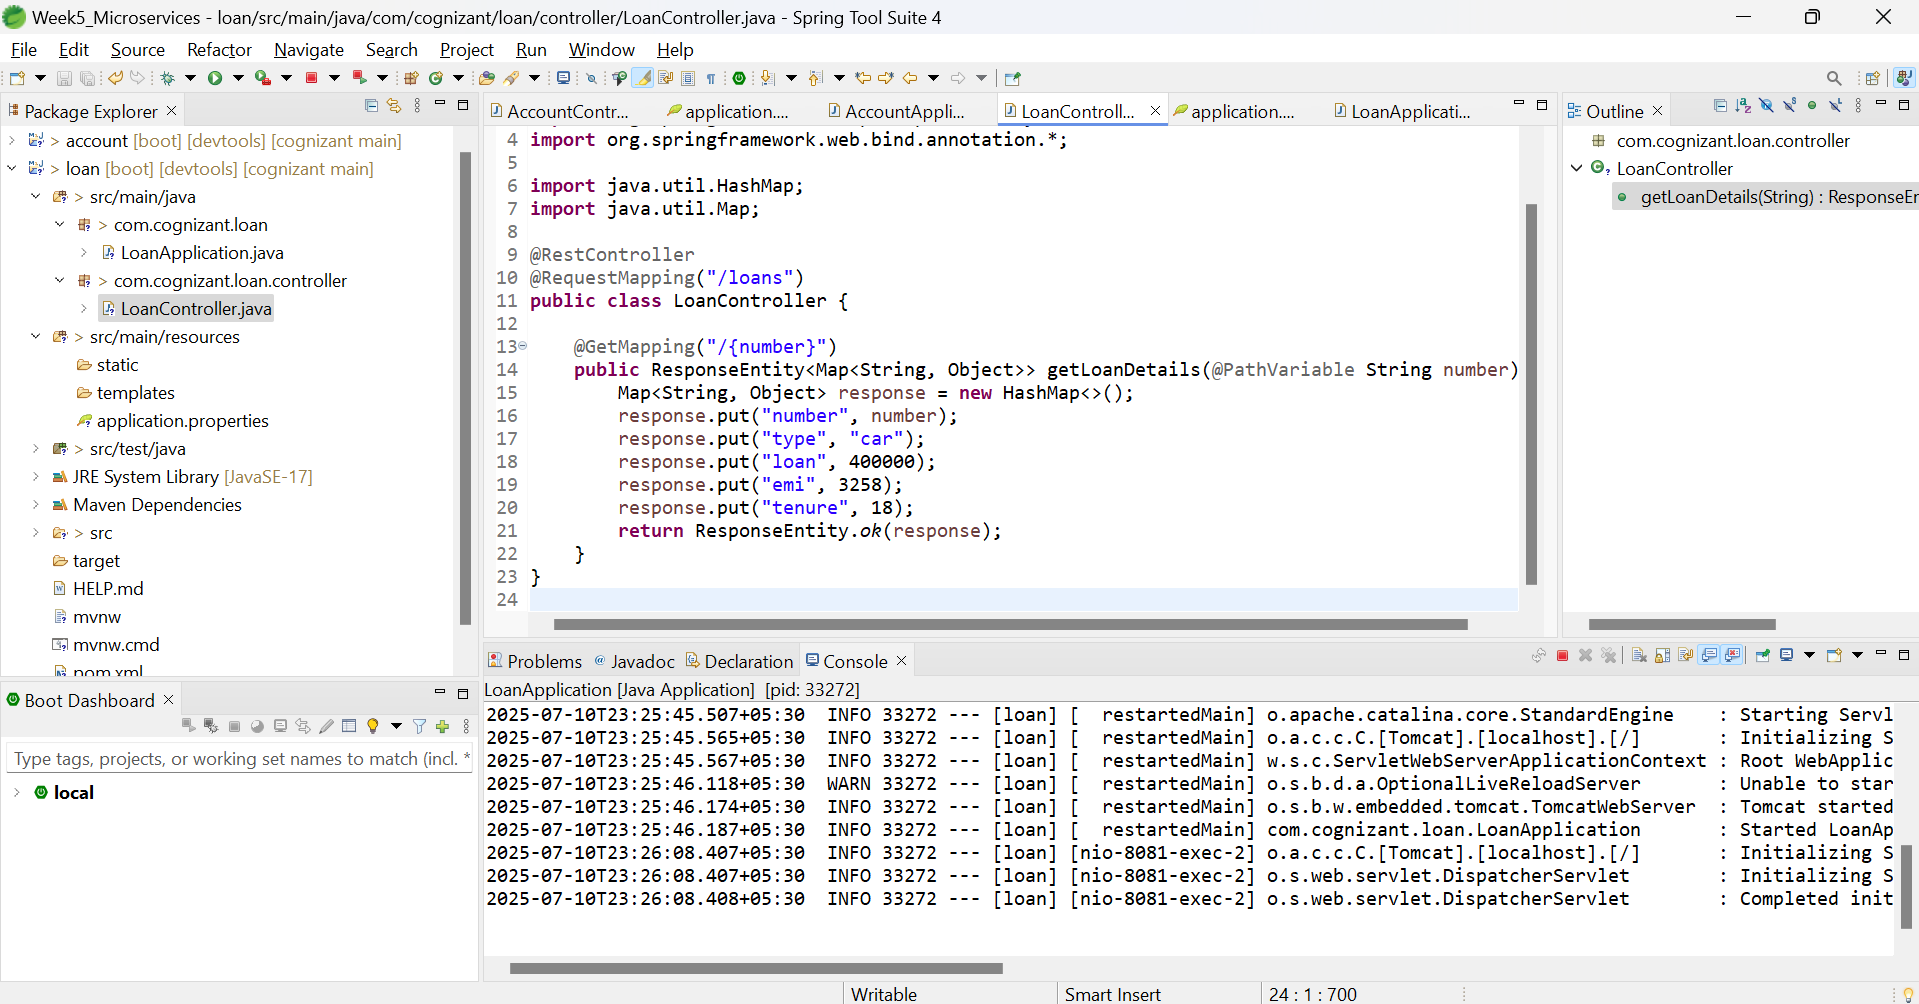 Week5_Microservices - loan/src/main/java/com/cognizant/loan/controller/LoanController.java - Spring Tool Suite 4
File Edit Source Refactor Navigate Search Project Run Window Help
Package Explorer
> account [boot] [devtools] [cognizant main]
> loan [boot] [devtools] [cognizant main]
> src/main/java
> com.cognizant.loan
LoanApplication.java
> com.cognizant.loan.controller
LoanController.java
> src/main/resources
static
templates
application.properties
> src/test/java
JRE System Library [JavaSE-17]
Maven Dependencies
> src
target
HELP.md
mvnw
mvnw.cmd
pom.xml
Boot Dashboard
Type tags, projects, or working set names to match (incl. *
local
AccountContr... application.... AccountAppli... LoanControll... application.... LoanApplicati...
4 import org.springframework.web.bind.annotation.*;
5
6 import java.util.HashMap;
7 import java.util.Map;
8
9 @RestController
10 @RequestMapping("/loans")
11 public class LoanController {
12
13 @GetMapping("/{number}")
14 public ResponseEntity<Map<String, Object>> getLoanDetails(@PathVariable String number)
15 Map<String, Object> response = new HashMap<>();
16 response.put("number", number);
17 response.put("type", "car");
18 response.put("loan", 400000);
19 response.put("emi", 3258);
20 response.put("tenure", 18);
21 return ResponseEntity.ok(response);
22 }
23 }
24
Outline
com.cognizant.loan.controller
LoanController
getLoanDetails(String) : ResponseEr
Problems Javadoc Declaration Console
LoanApplication [Java Application] [pid: 33272]
2025-07-10T23:25:45.507+05:30 INFO 33272 --- [loan] [ restartedMain] o.apache.catalina.core.StandardEngine : Starting Servl
2025-07-10T23:25:45.565+05:30 INFO 33272 --- [loan] [ restartedMain] o.a.c.c.C.[Tomcat].[localhost].[/] : Initializing S
2025-07-10T23:25:45.567+05:30 INFO 33272 --- [loan] [ restartedMain] w.s.c.ServletWebServerApplicationContext : Root WebApplic
2025-07-10T23:25:46.118+05:30 WARN 33272 --- [loan] [ restartedMain] o.s.b.d.a.OptionalLiveReloadServer : Unable to star
2025-07-10T23:25:46.174+05:30 INFO 33272 --- [loan] [ restartedMain] o.s.b.w.embedded.tomcat.TomcatWebServer : Tomcat started
2025-07-10T23:25:46.187+05:30 INFO 33272 --- [loan] [ restartedMain] com.cognizant.loan.LoanApplication : Started LoanAp
2025-07-10T23:26:08.407+05:30 INFO 33272 --- [loan] [nio-8081-exec-2] o.a.c.c.C.[Tomcat].[localhost].[/] : Initializing S
2025-07-10T23:26:08.407+05:30 INFO 33272 --- [loan] [nio-8081-exec-2] o.s.web.servlet.DispatcherServlet : Initializing S
2025-07-10T23:26:08.408+05:30 INFO 33272 --- [loan] [nio-8081-exec-2] o.s.web.servlet.DispatcherServlet : Completed init
Writable Smart Insert 24 : 1 : 700